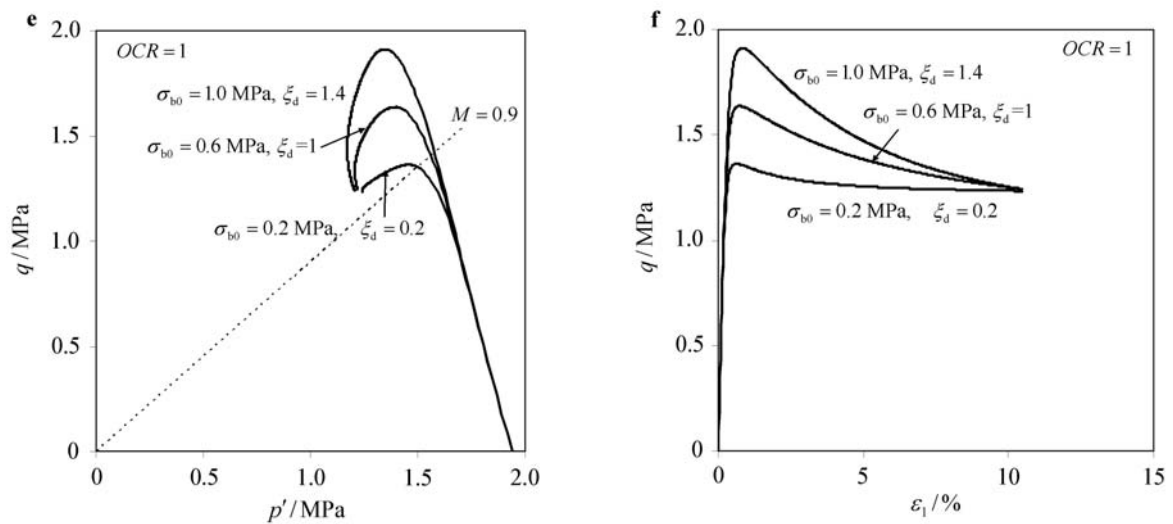 e
2.0
OCR = 1
σb0 = 1.0 MPa, ξd = 1.4
1.5
M = 0.9
σb0 = 0.6 MPa, ξd=1
q /MPa
1.0
σb0 = 0.2 MPa, ξd = 0.2
0.5
0
0 0.5 1.0 1.5 2.0
p′ / MPa
f
2.0
OCR = 1
σb0 = 1.0 MPa, ξd = 1.4
1.5
σb0 = 0.6 MPa, ξd=1
q /MPa
σb0 = 0.2 MPa, ξd = 0.2
1.0
0.5
0
0 5 10 15
ε1 / %